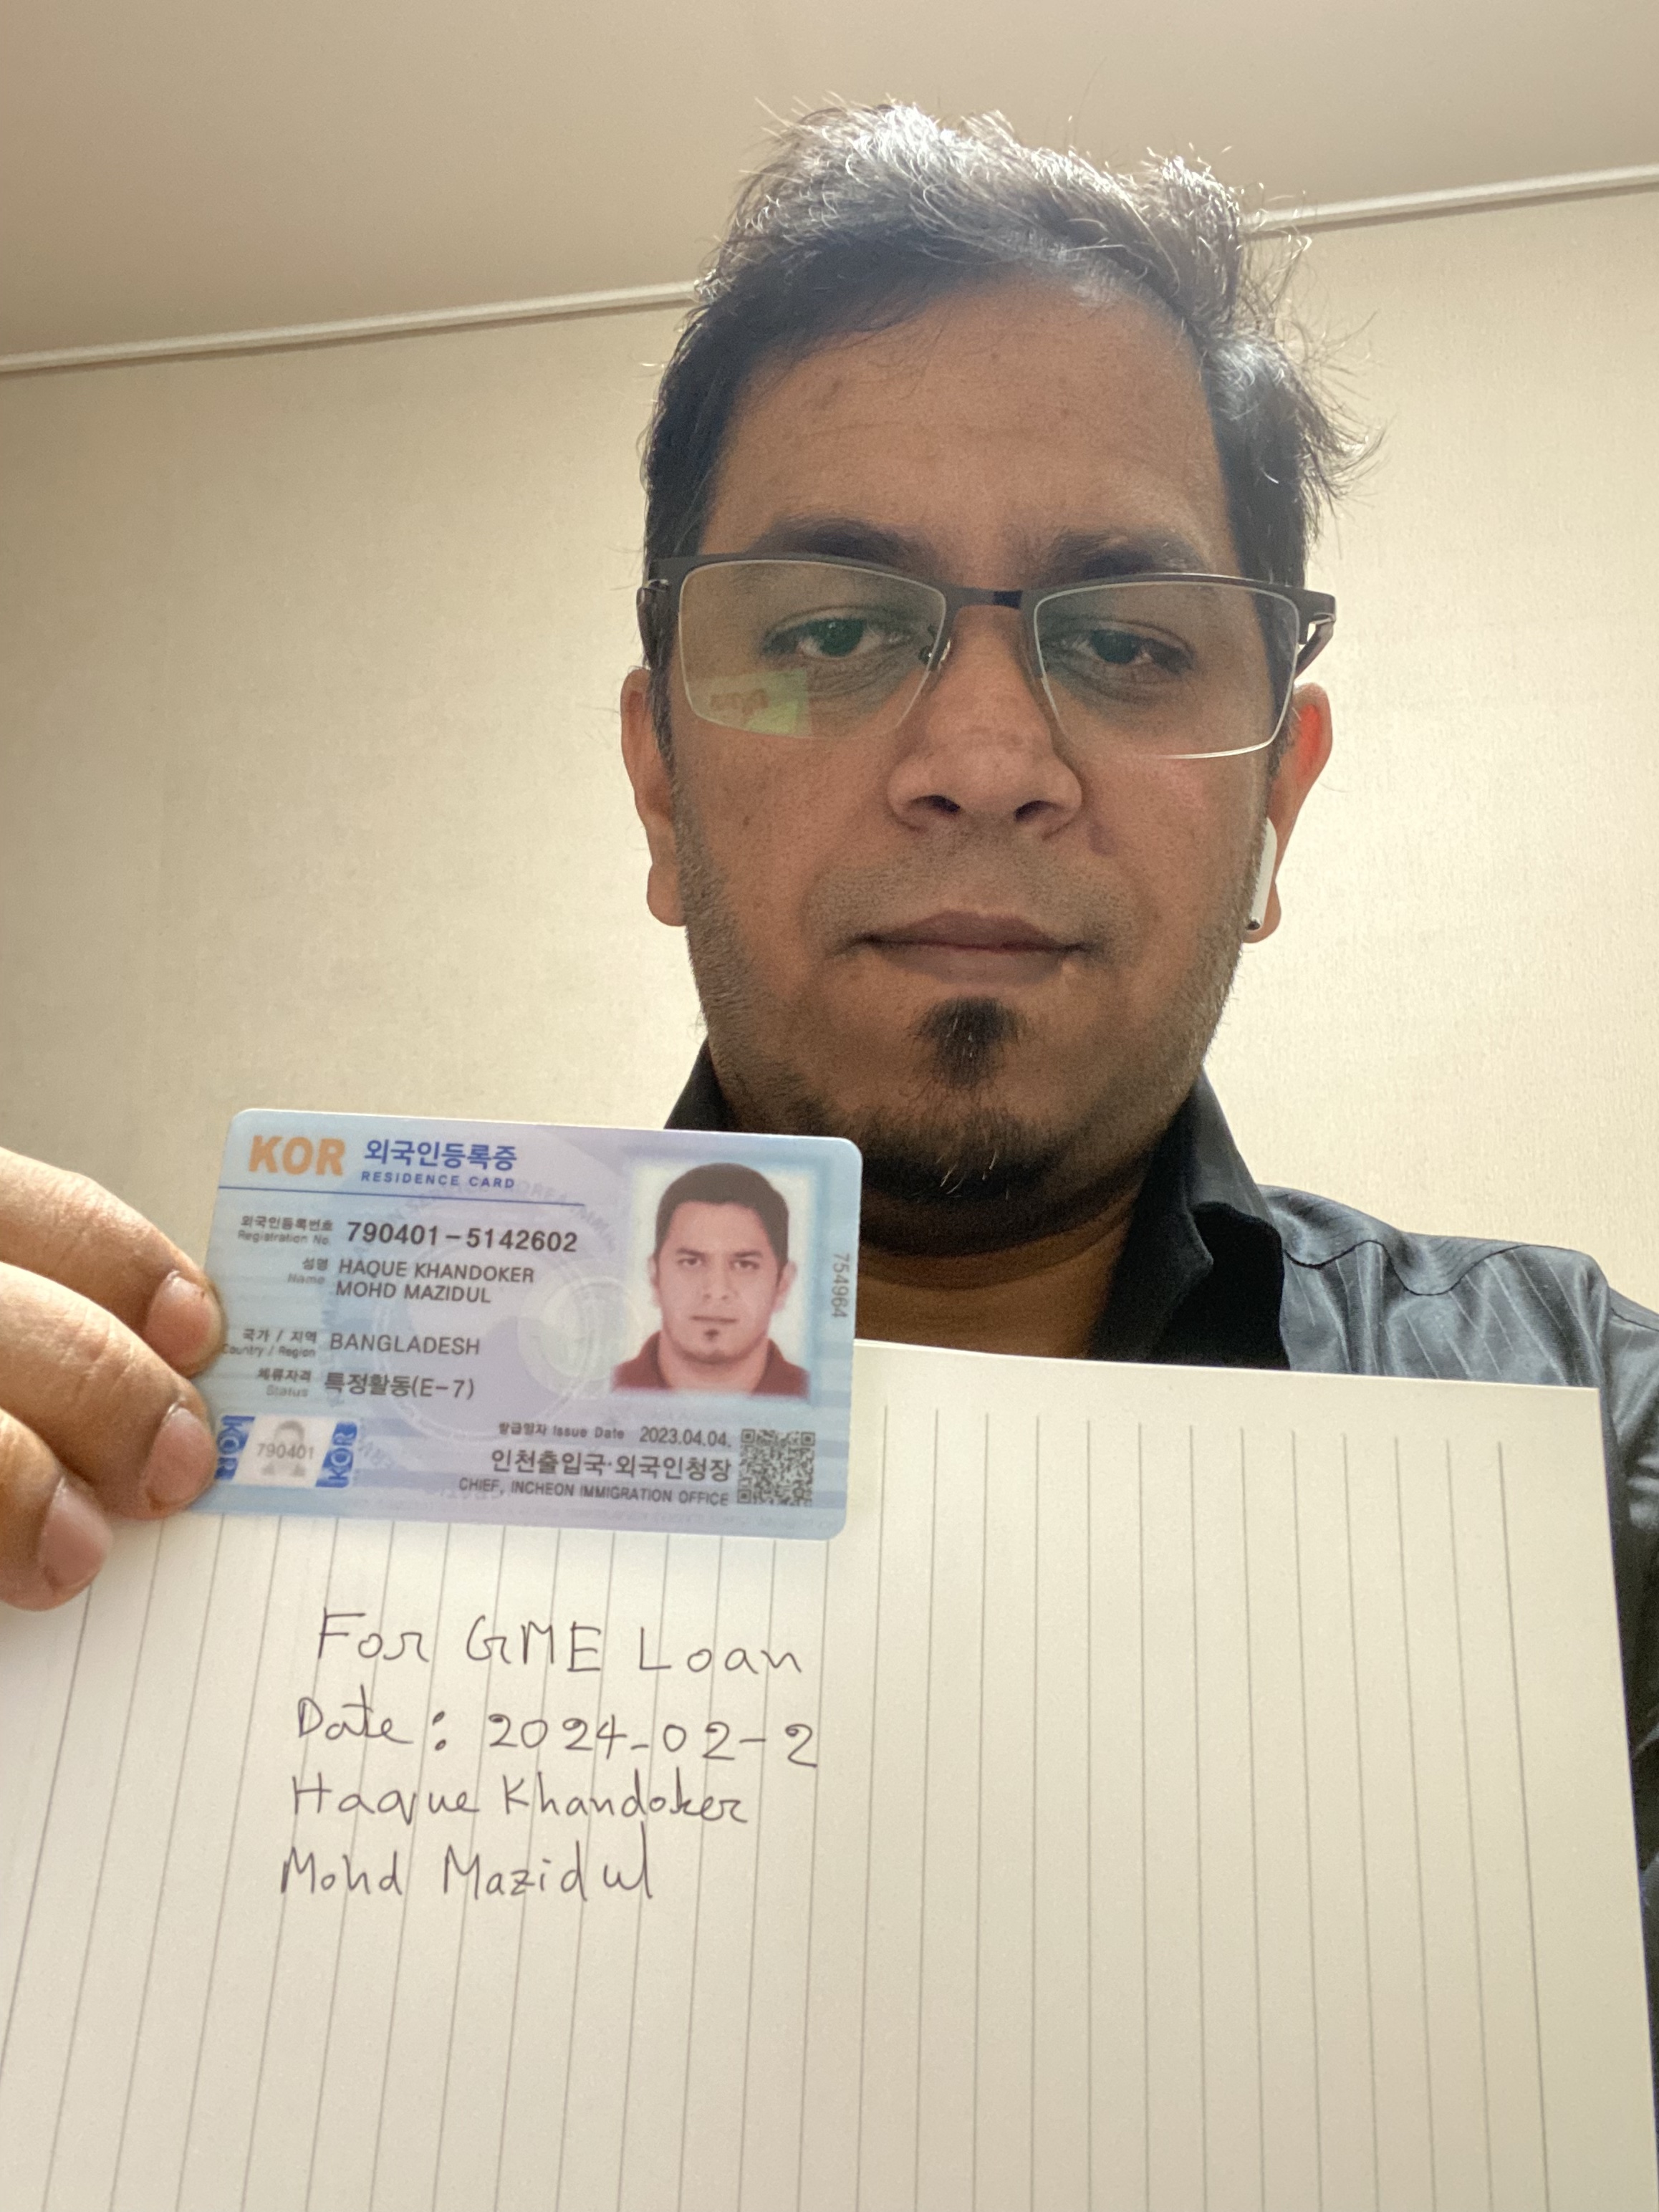 KOR 외국인등록증
RESIDENCE CARD
외국인등록번호 790401-5142602
Registration No.
성명 HAQUE KHANDOKER
Name MOHD MAZIDUL
국가 / 지역 BANGLADESH
Country / Region
체류자격 특정활동(E-7)
Status
발급일자 Issue Date 2023.04.04.
인천출입국·외국인청장
CHIEF, INCHEON IMMIGRATION OFFICE
KOR 790401 KOR
754964
For GME Loan
Date : 2024-02-2
Haque Khandoker
Mohd Mazidul